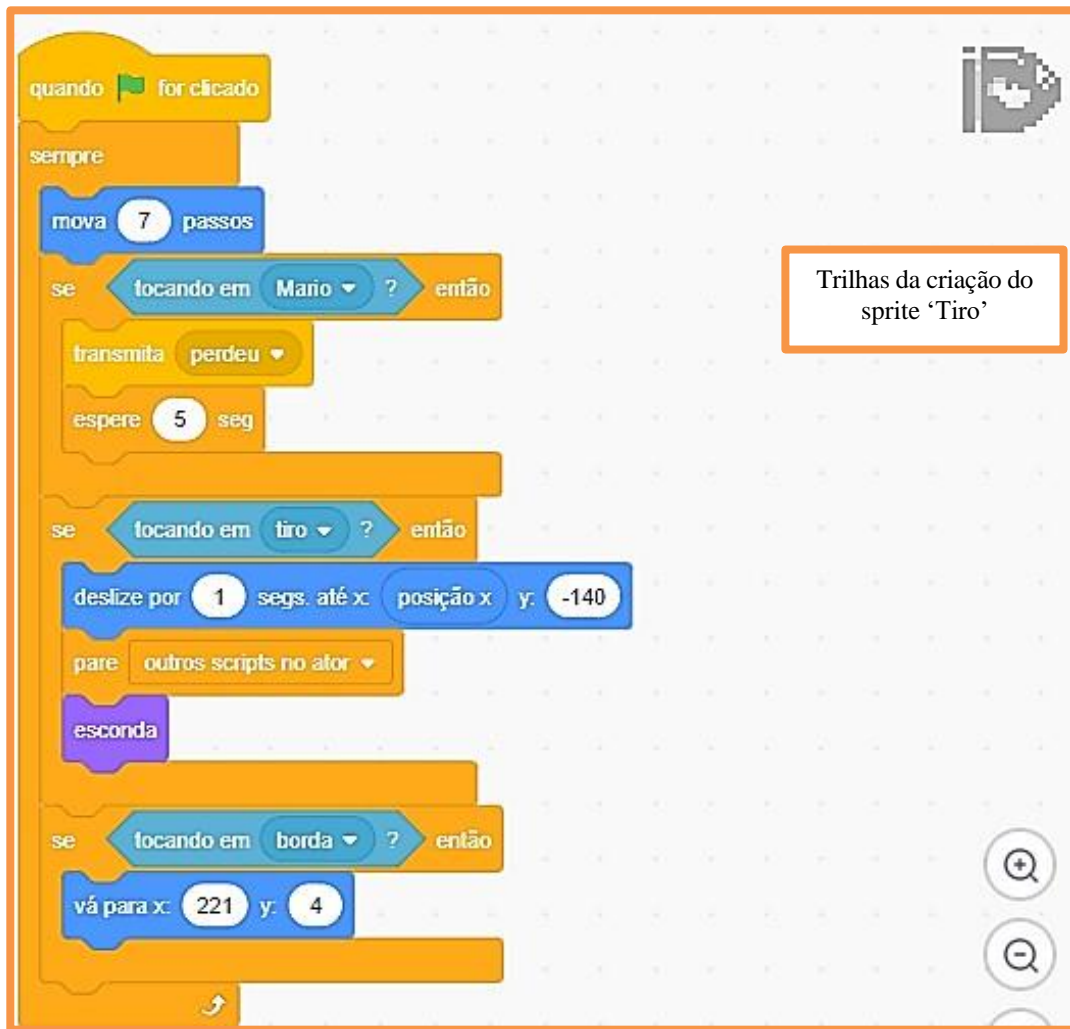 quando for clicado
sempre
mova 7 passos
se tocando em Mario ? então
Trilhas da criação do
sprite ‘Tiro’
transmita perdeu
espere 5 seg
se tocando em tiro ? então
deslize por 1 segs. até x: posição x y: -140
pare outros scripts no ator
esconda
se tocando em borda ? então
vá para x: 221 y: 4